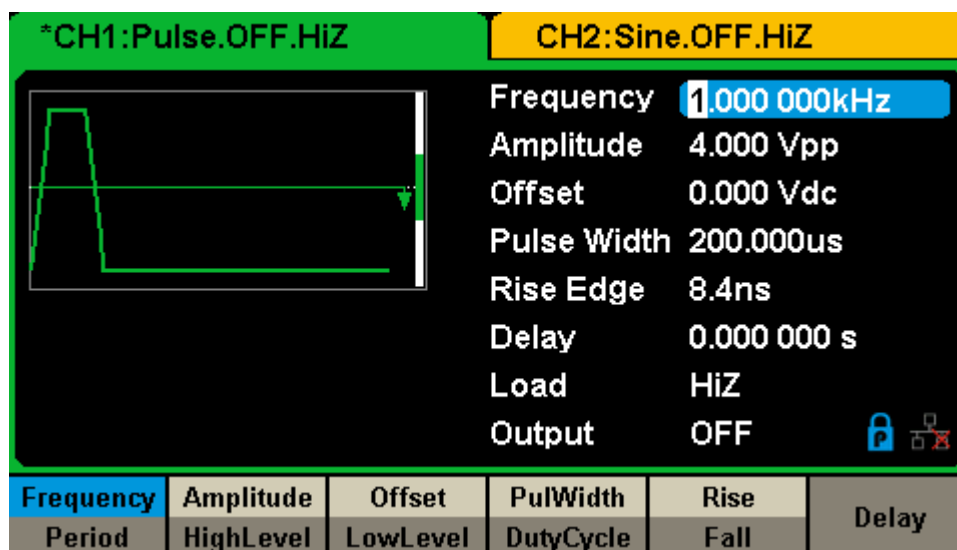 *CH1:Pulse.OFF.HiZ
CH2:Sine.OFF.HiZ
Frequency 1.000 000kHz
Amplitude 4.000 Vpp
Offset 0.000 Vdc
Pulse Width 200.000us
Rise Edge 8.4ns
Delay 0.000 000 s
Load HiZ
Output OFF
P
Frequency Amplitude Offset PulWidth Rise Delay
Period HighLevel LowLevel DutyCycle Fall